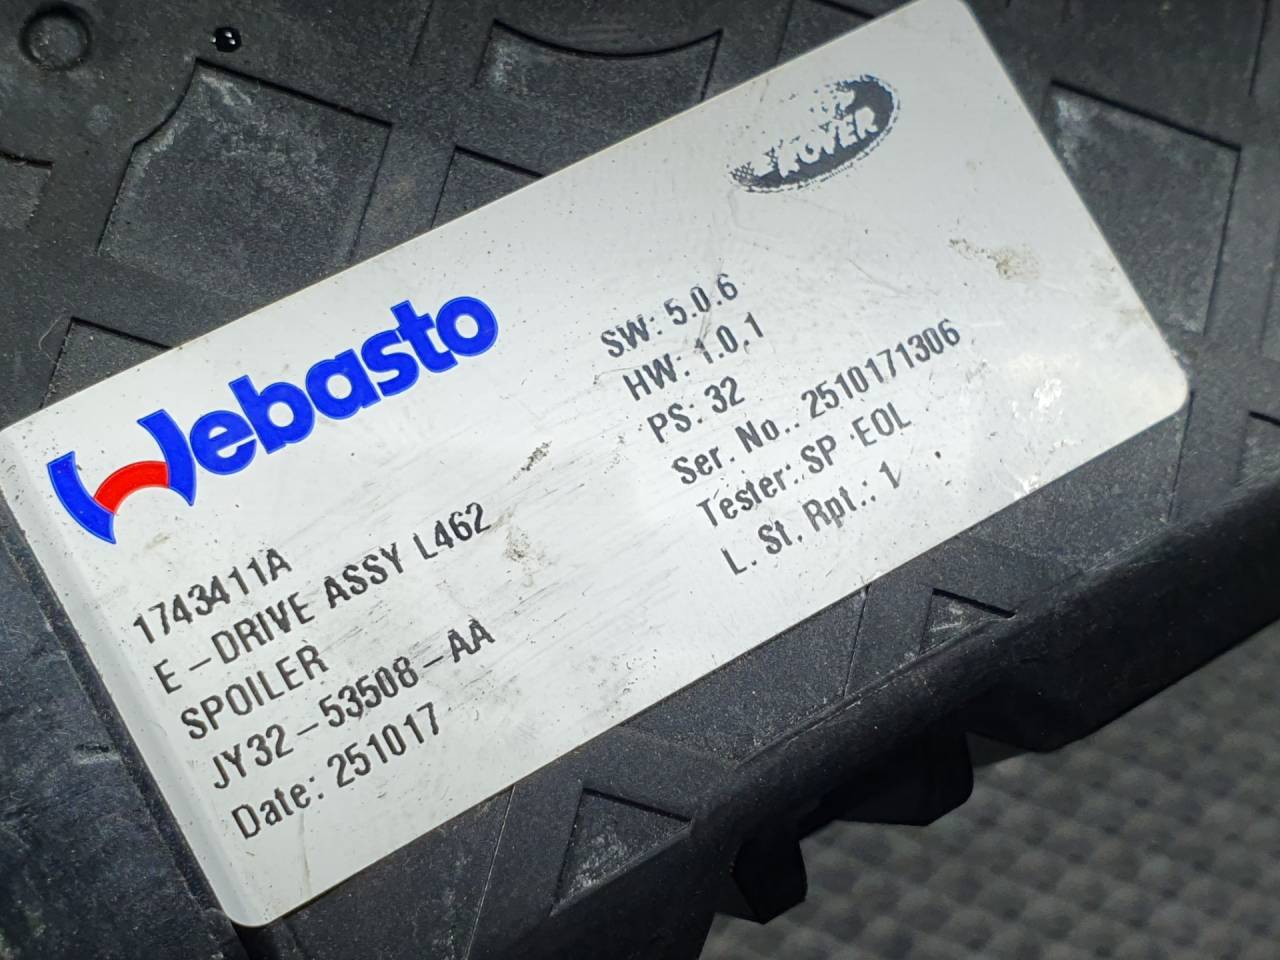 ROVER
Webasto
1743411A
E-DRIVE ASSY L462
SPOILER
JY32-53508-AA
Date: 251017
SW: 5.0.6
HW: 1.0.1
PS: 32
Ser. No.. 2510171306
Tester: SP EOL
L. St. Rpt.: 1